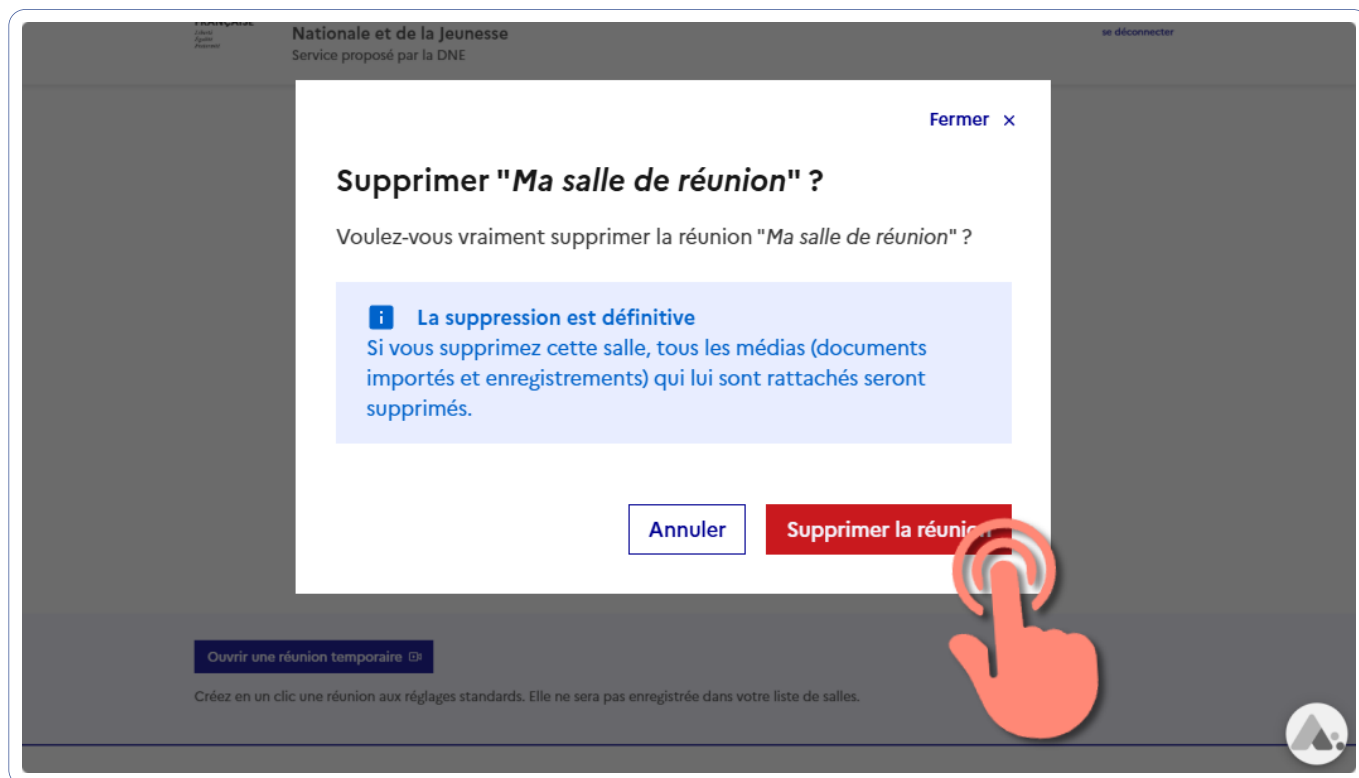 FRANÇAISE
Liberté
Égalité
Fraternité
Nationale et de la Jeunesse
Service proposé par la DNE
se déconnecter
Fermer ×
Supprimer "Ma salle de réunion" ?
Voulez-vous vraiment supprimer la réunion "Ma salle de réunion" ?
i La suppression est définitive
Si vous supprimez cette salle, tous les médias (documents
importés et enregistrements) qui lui sont rattachés seront
supprimés.
Annuler
Supprimer la réunion
Ouvrir une réunion temporaire
Créez en un clic une réunion aux réglages standards. Elle ne sera pas enregistrée dans votre liste de salles.